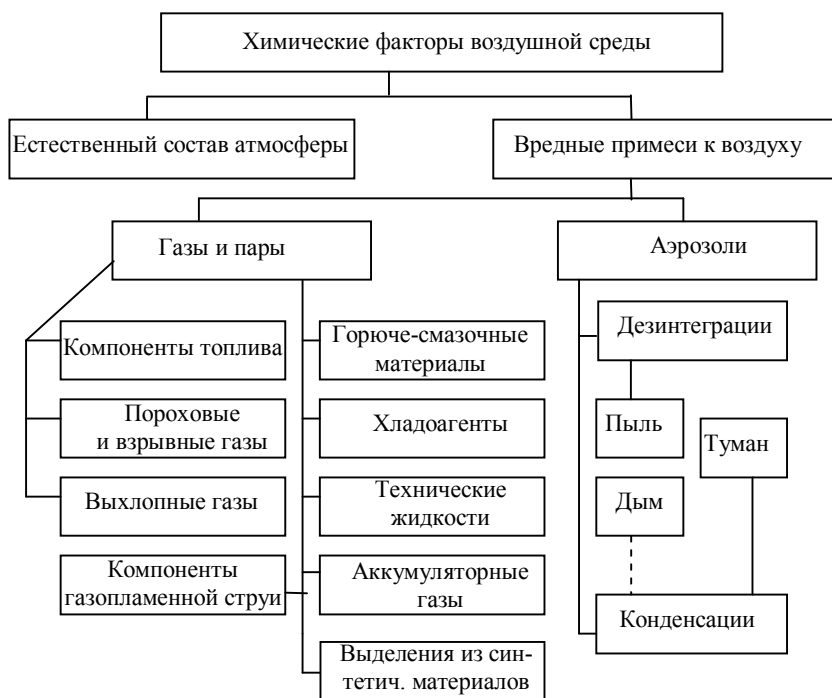 Химические факторы воздушной среды
Естественный состав атмосферы
Вредные примеси к воздуху
Газы и пары
Аэрозоли
Компоненты топлива
Пороховые
и взрывные газы
Выхлопные газы
Компоненты
газопламенной струи
Горюче-смазочные
материалы
Хладоагенты
Технические
жидкости
Аккумуляторные
газы
Выделения из син-
тетич. материалов
Дезинтеграции
Пыль
Туман
Дым
Конденсации